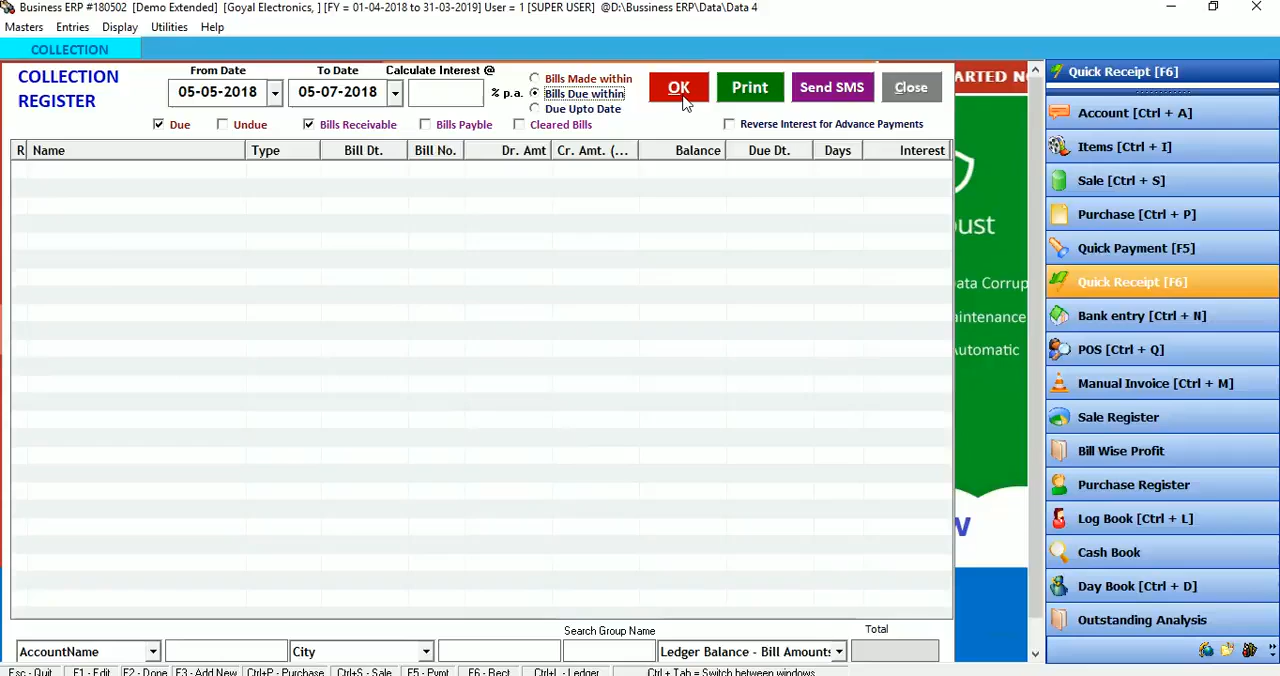 Business ERP #180502 [Demo Extended] [Goyal Electronics, ] [FY = 01-04-2018 to 31-03-2019] User = 1 [SUPER USER] @D:\Bussiness ERP\Data\Data 4
Masters Entries Display Utilities Help
COLLECTION
COLLECTION
REGISTER
From Date To Date Calculate Interest @
05-05-2018 05-07-2018 % p.a.
Bills Made within
Bills Due within
Due Upto Date
OK Print Send SMS Close
Due Undue Bills Receivable Bills Payble Cleared Bills Reverse Interest for Advance Payments
R Name Type Bill Dt. Bill No. Dr. Amt Cr. Amt. (... Balance Due Dt. Days Interest
Search Group Name Total
AccountName City Ledger Balance - Bill Amount:
Esc - Quit F1 - Edit F2 - Done F3 - Add New Ctrl+P - Purchase Ctrl+S - Sale F5 - Pymt F6 - Rect Ctrl+L - Ledger Ctrl + Tab = Switch between windows
ARTED N
ust
ata Corrup
aintenance
utomatic
W
Quick Receipt [F6]
Account [Ctrl + A]
Items [Ctrl + I]
Sale [Ctrl + S]
Purchase [Ctrl + P]
Quick Payment [F5]
Quick Receipt [F6]
Bank entry [Ctrl + N]
POS [Ctrl + Q]
Manual Invoice [Ctrl + M]
Sale Register
Bill Wise Profit
Purchase Register
Log Book [Ctrl + L]
Cash Book
Day Book [Ctrl + D]
Outstanding Analysis